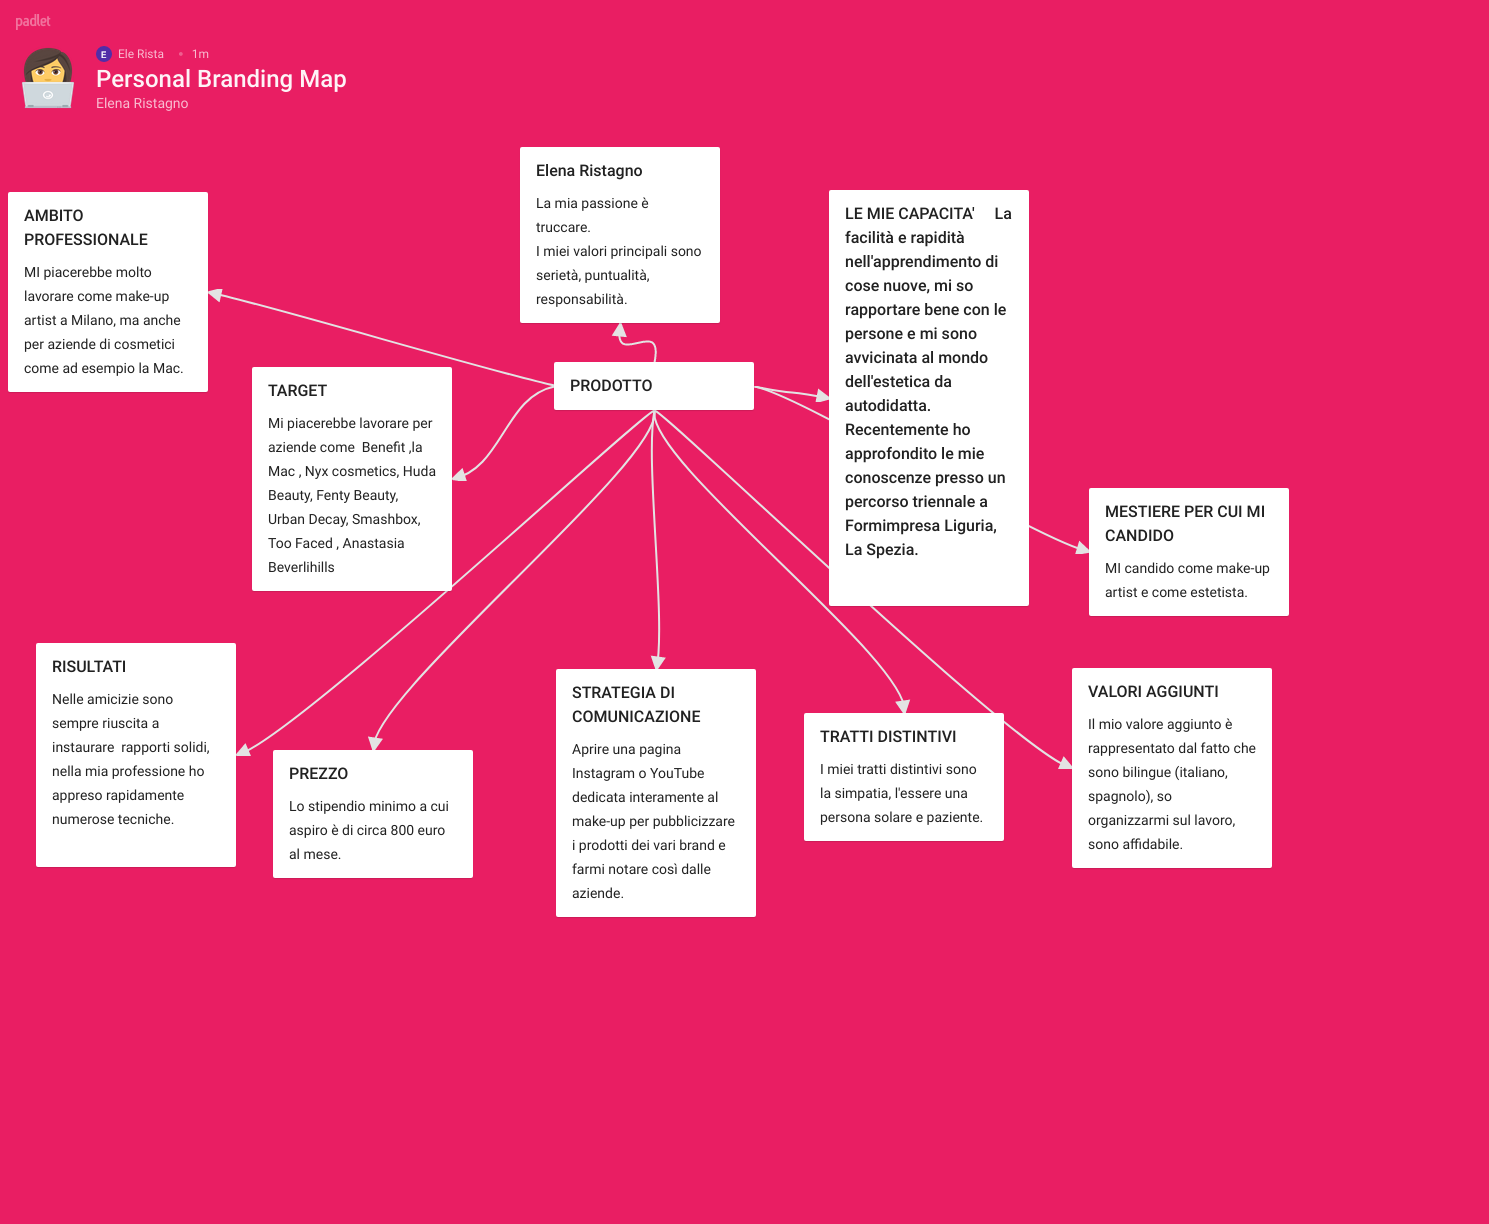 padlet
E Ele Rista • 1m
Personal Branding Map
Elena Ristagno
Elena Ristagno
La mia passione è
truccare.
I miei valori principali sono
serietà, puntualità,
responsabilità.
AMBITO
PROFESSIONALE
MI piacerebbe molto
lavorare come make-up
artist a Milano, ma anche
per aziende di cosmetici
come ad esempio la Mac.
LE MIE CAPACITA' La
facilità e rapidità
nell'apprendimento di
cose nuove, mi so
rapportare bene con le
persone e mi sono
avvicinata al mondo
dell'estetica da
autodidatta.
Recentemente ho
approfondito le mie
conoscenze presso un
percorso triennale a
Formimpresa Liguria,
La Spezia.
PRODOTTO
TARGET
Mi piacerebbe lavorare per
aziende come  Benefit ,la
Mac , Nyx cosmetics, Huda
Beauty, Fenty Beauty,
Urban Decay, Smashbox,
Too Faced , Anastasia
Beverlihills
MESTIERE PER CUI MI
CANDIDO
MI candido come make-up
artist e come estetista.
RISULTATI
Nelle amicizie sono
sempre riuscita a
instaurare  rapporti solidi,
nella mia professione ho
appreso rapidamente
numerose tecniche.
PREZZO
Lo stipendio minimo a cui
aspiro è di circa 800 euro
al mese.
STRATEGIA DI
COMUNICAZIONE
Aprire una pagina
Instagram o YouTube
dedicata interamente al
make-up per pubblicizzare
i prodotti dei vari brand e
farmi notare così dalle
aziende.
TRATTI DISTINTIVI
I miei tratti distintivi sono
la simpatia, l'essere una
persona solare e paziente.
VALORI AGGIUNTI
Il mio valore aggiunto è
rappresentato dal fatto che
sono bilingue (italiano,
spagnolo), so
organizzarmi sul lavoro,
sono affidabile.